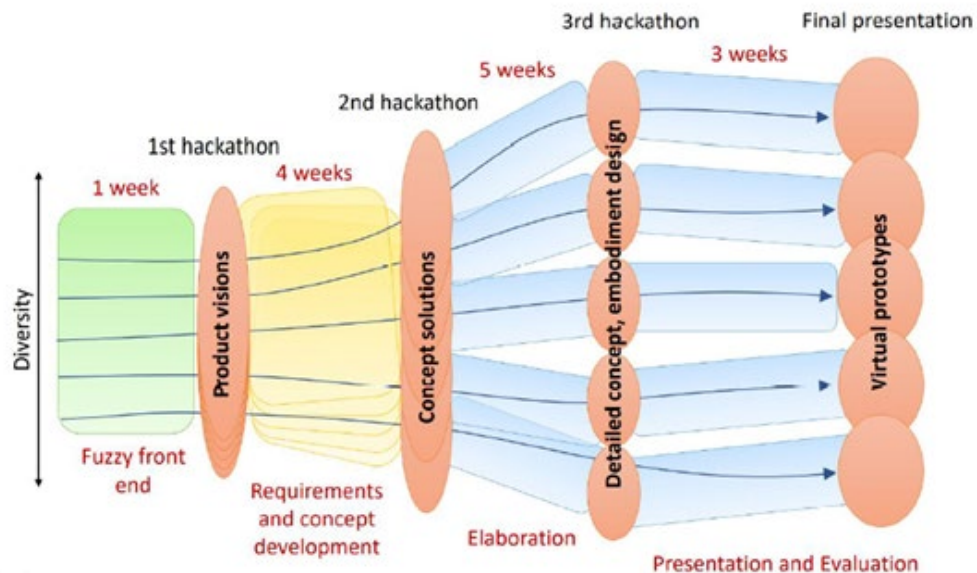 3rd hackathon
Final presentation
5 weeks
3 weeks
2nd hackathon
1st hackathon
4 weeks
1 week
Diversity
Product visions
Concept solutions
Detailed concept, embodiment design
Virtual prototypes
Fuzzy front
end
Requirements
and concept
development
Elaboration
Presentation and Evaluation